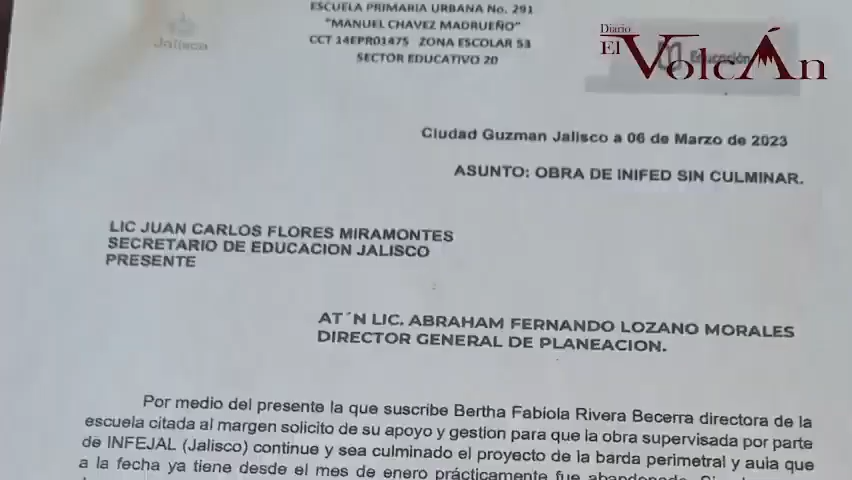 Jalisco
ESCUELA PRIMARIA URBANA No. 291
"MANUEL CHAVEZ MADRUEÑO"
CCT 14EPR0147S ZONA ESCOLAR 53
SECTOR EDUCATIVO 20
Diario
El Volcán
Educación
Ciudad Guzman Jalisco a 06 de Marzo de 2023
ASUNTO: OBRA DE INIFED SIN CULMINAR.
LIC JUAN CARLOS FLORES MIRAMONTES
SECRETARIO DE EDUCACION JALISCO
PRESENTE
AT´N LIC. ABRAHAM FERNANDO LOZANO MORALES
DIRECTOR GENERAL DE PLANEACION.
Por medio del presente la que suscribe Bertha Fabiola Rivera Becerra directora de la
escuela citada al margen solicito de su apoyo y gestion para que la obra supervisada por parte
de INFEJAL (Jalisco) continue y sea culminado el proyecto de la barda perimetral y aula que
a la fecha ya tiene desde el mes de enero prácticamente fue abandonada.